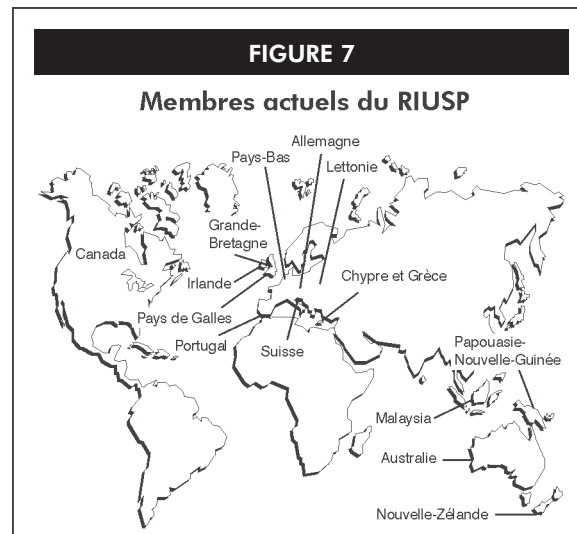 FIGURE 7
Membres actuels du RIUSP
Allemagne
Pays-Bas
Lettonie
Grande-
Bretagne
Canada
Irlande
Chypre et Grèce
Pays de Galles
Portugal
Suisse
Papouasie-
Nouvelle-Guinée
Malaysia
Australie
Nouvelle-Zélande